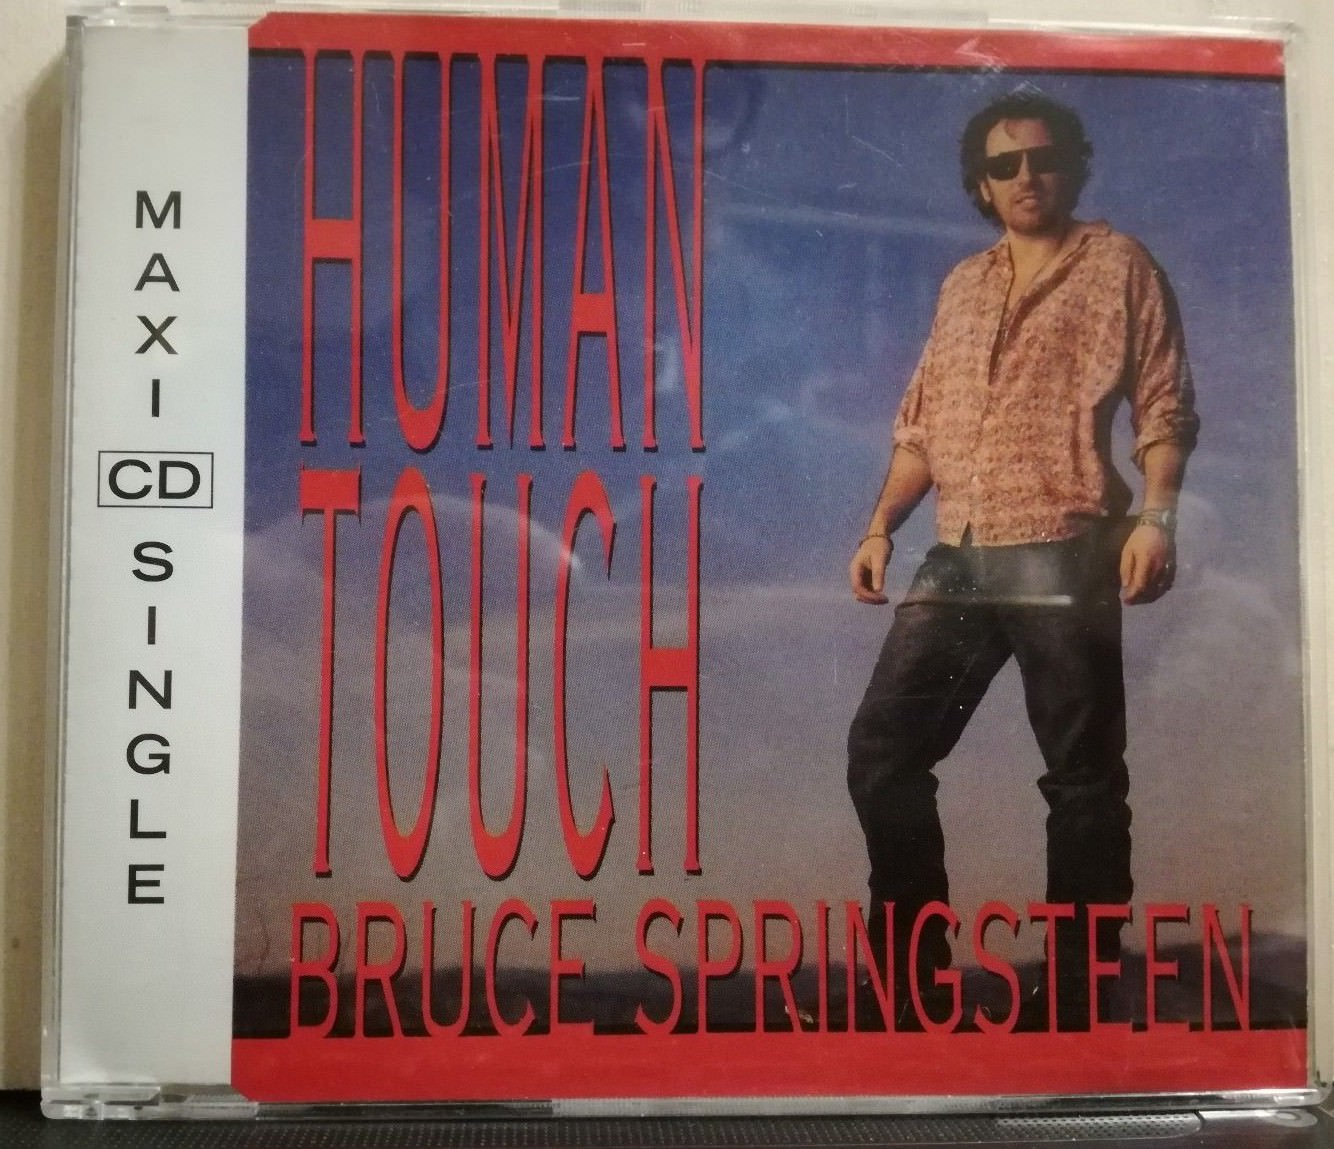 MAXI
CD
SINGLE
HUMAN
TOUCH
BRUCE SPRINGSTEEN